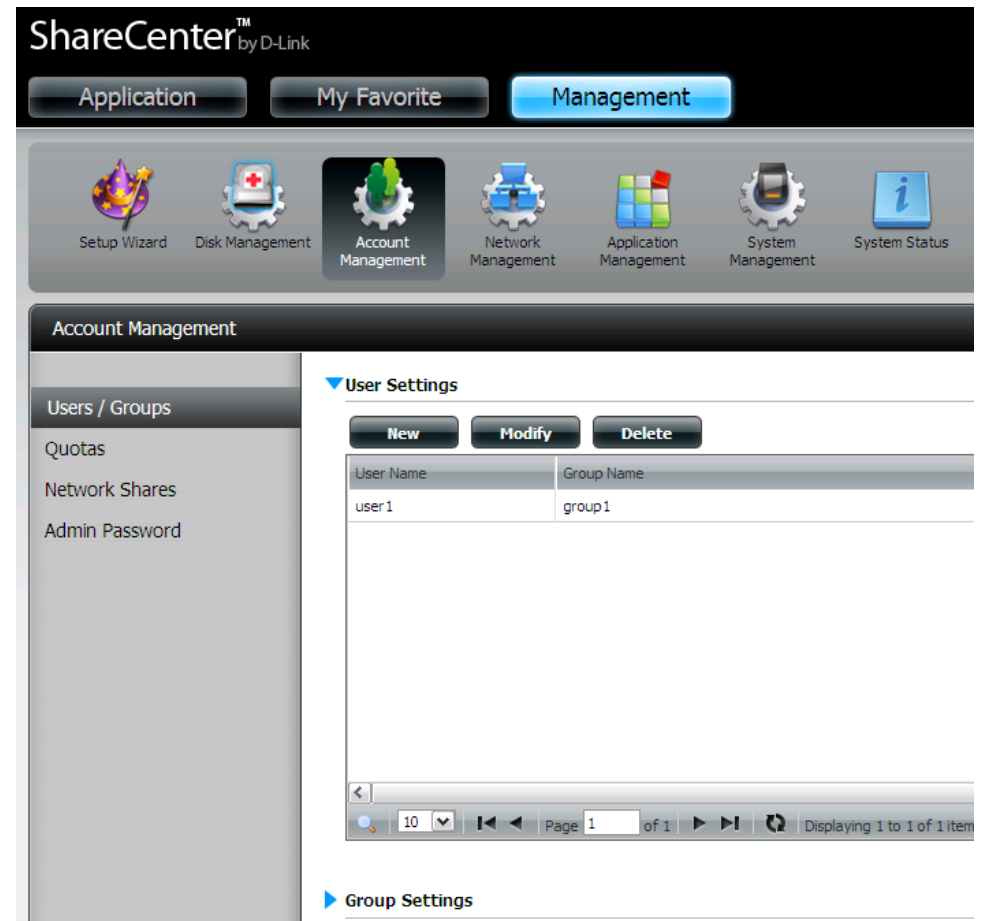 ShareCenter™ by D-Link
Application My Favorite Management
Setup Wizard Disk Management Account Management Network Management Application Management System Management System Status
Account Management
Users / Groups
Quotas
Network Shares
Admin Password
User Settings
New Modify Delete
User Name Group Name
user1 group1
10 Page 1 of 1 Displaying 1 to 1 of 1 item
Group Settings